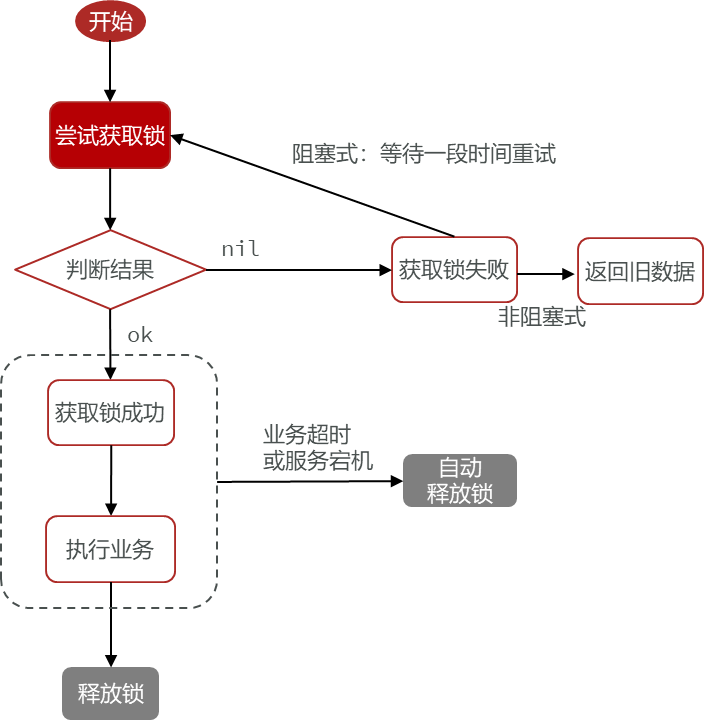 开始
尝试获取锁
阻塞式：等待一段时间重试
nil
判断结果
获取锁失败
返回旧数据
非阻塞式
ok
获取锁成功
业务超时
或服务宕机
自动
释放锁
执行业务
释放锁